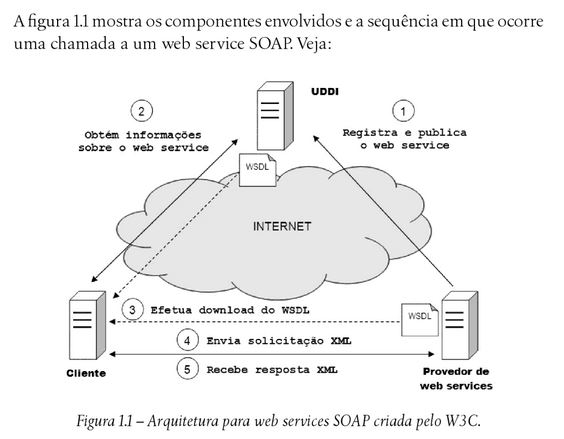 A figura 1.1 mostra os componentes envolvidos e a sequência em que ocorre
uma chamada a um web service SOAP. Veja:
UDDI
2
Obtém informações
sobre o web service
1
Registra e publica
o web service
WSDL
INTERNET
3 Efetua download do WSDL
WSDL
4 Envia solicitação XML
5 Recebe resposta XML
Cliente
Provedor de
web services
Figura 1.1 – Arquitetura para web services SOAP criada pelo W3C.